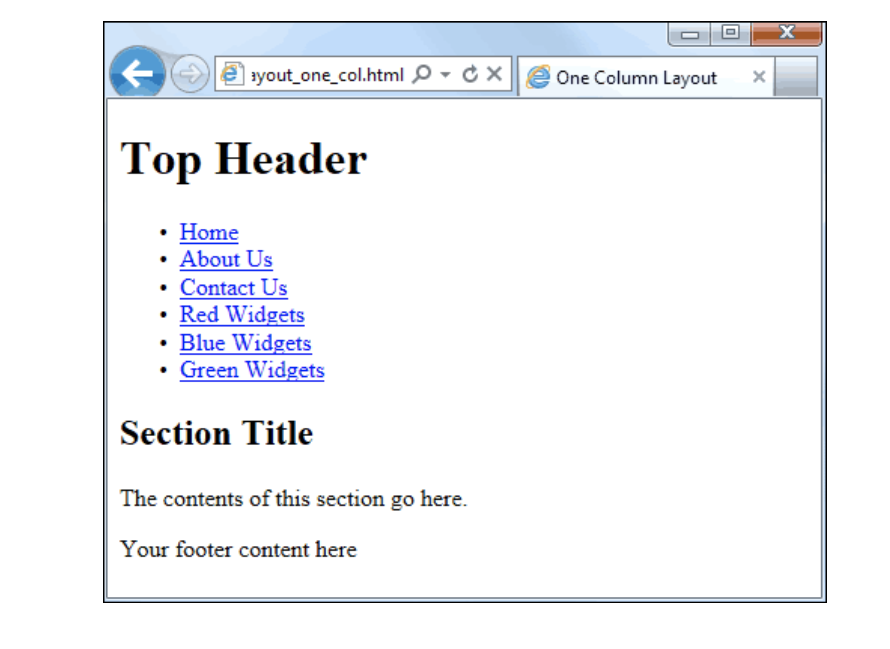 ayout_one_col.html
One Column Layout
Top Header
• Home
• About Us
• Contact Us
• Red Widgets
• Blue Widgets
• Green Widgets
Section Title
The contents of this section go here.
Your footer content here